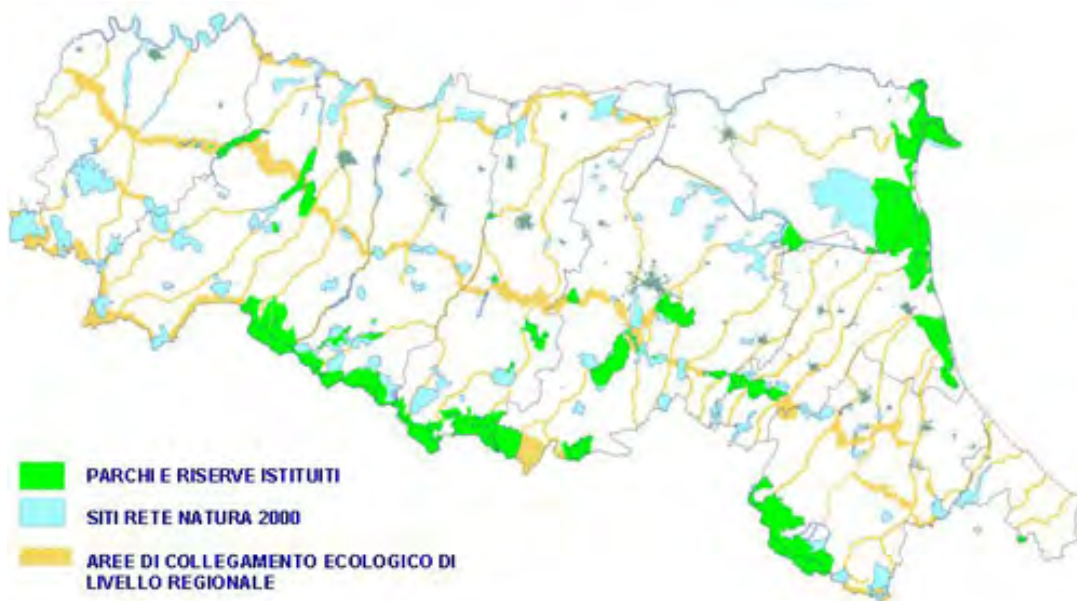 PARCHI E RISERVE ISTITUITI
SITI RETE NATURA 2000
AREE DI COLLEGAMENTO ECOLOGICO DI
LIVELLO REGIONALE